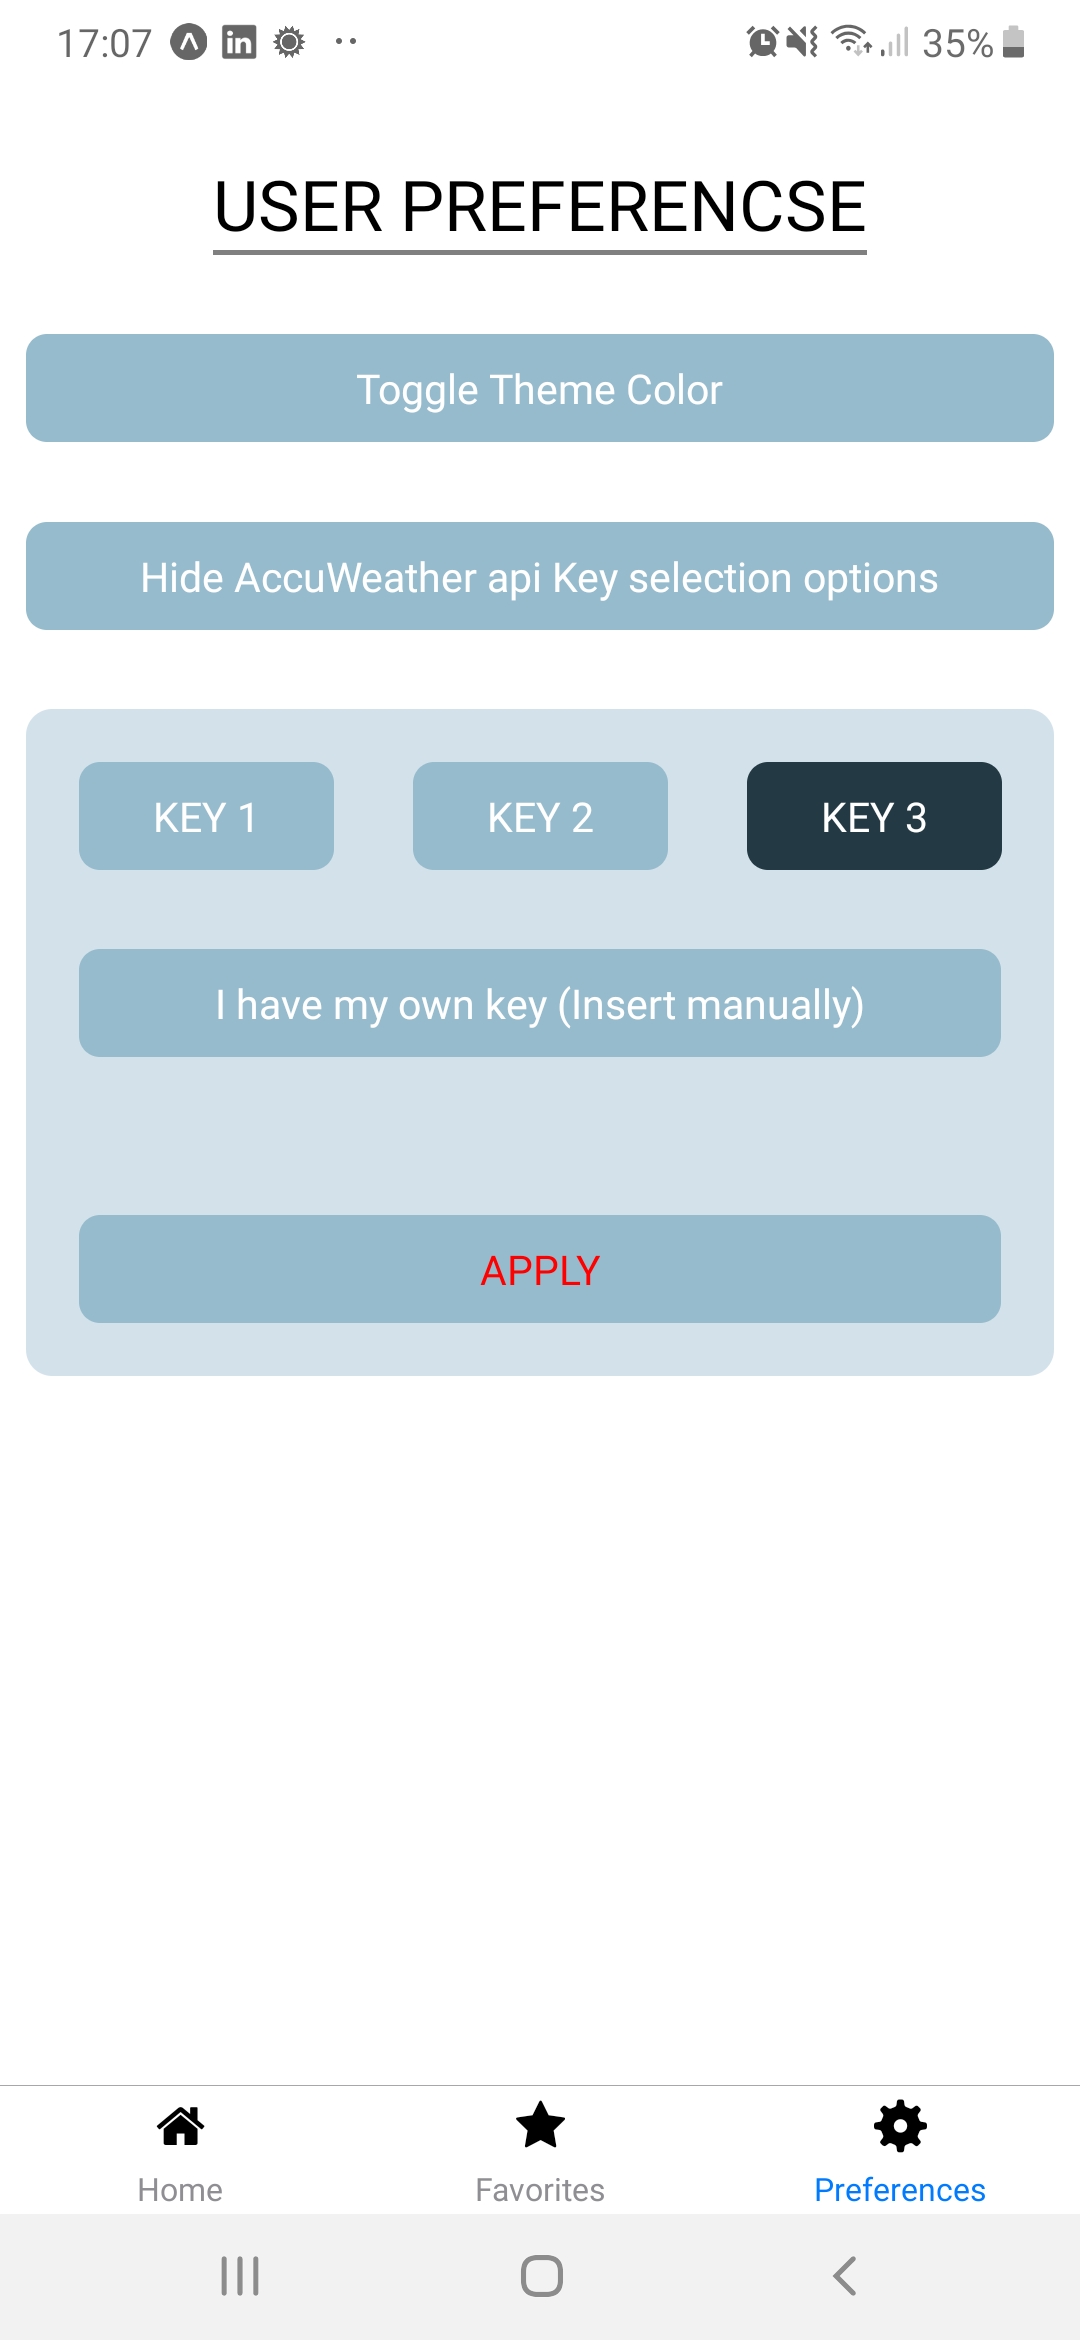 17:07 in 35%
USER PREFERENCSE
Toggle Theme Color
Hide AccuWeather api Key selection options
KEY 1 KEY 2 KEY 3
I have my own key (Insert manually)
APPLY
Home Favorites Preferences